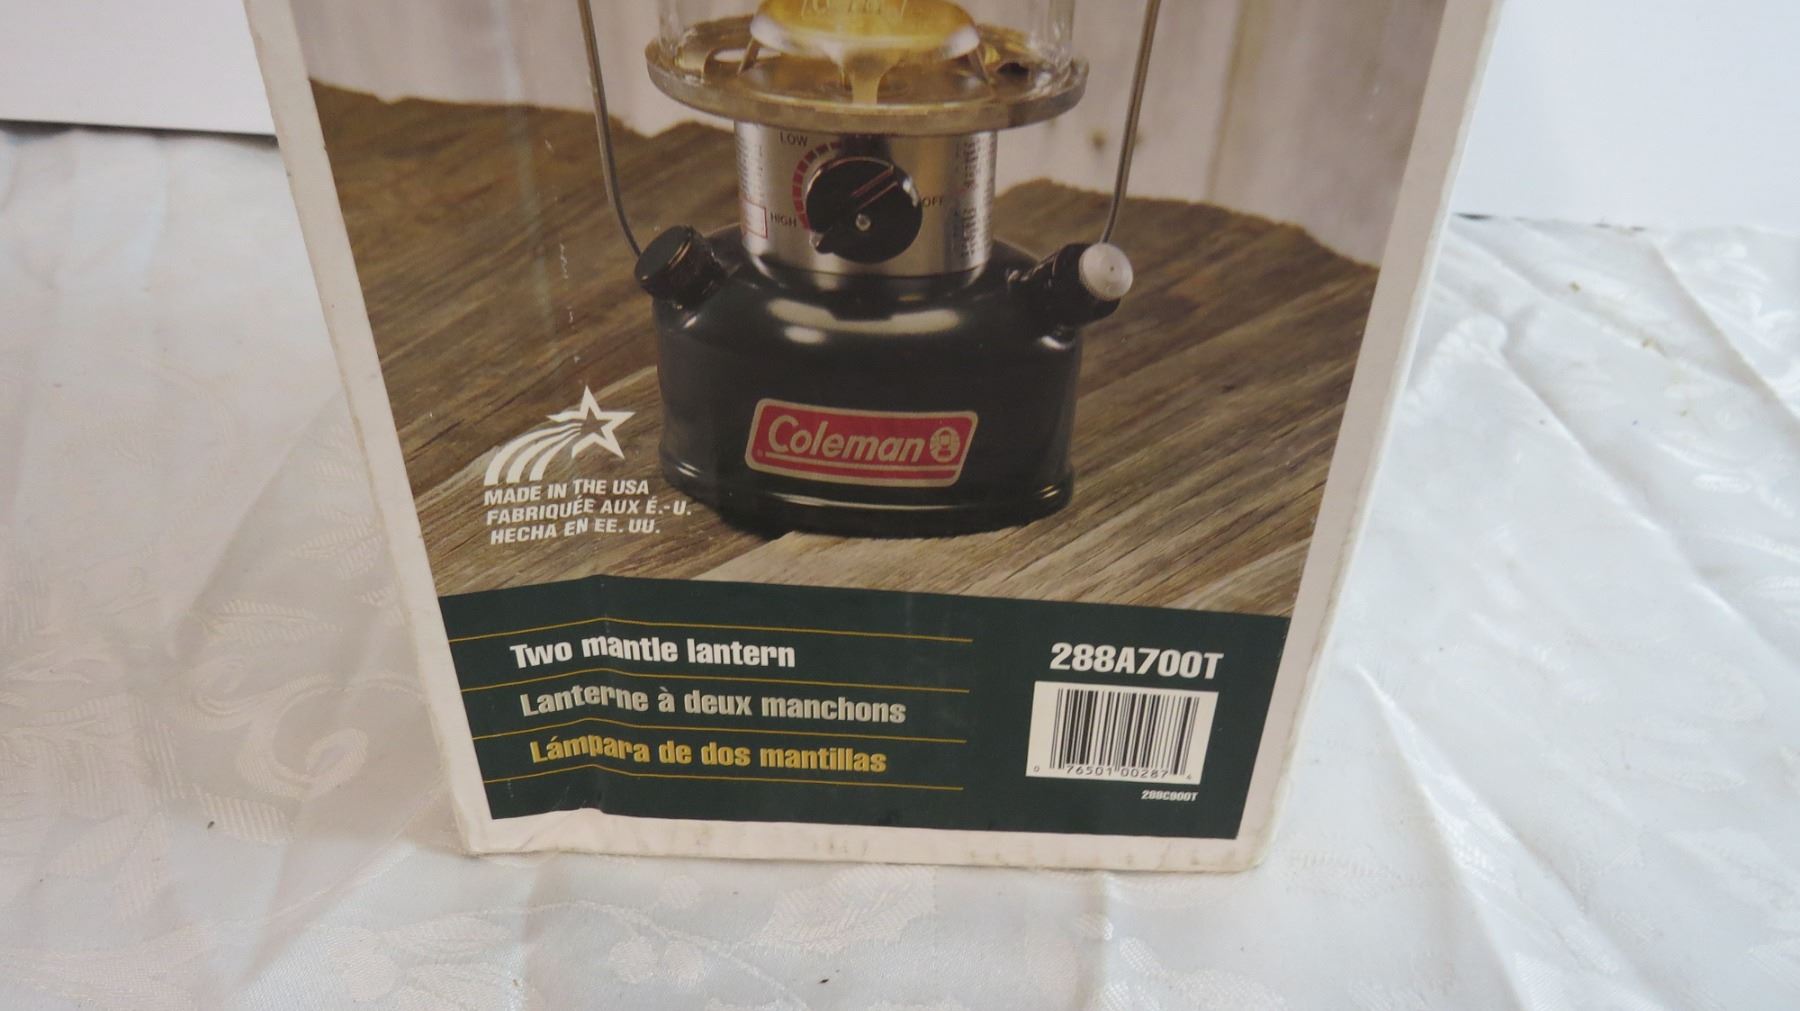 LOW
HIGH
OFF
Coleman
MADE IN THE USA
FABRIQUÉE AUX É.-U.
HECHA EN EE. UU.
Two mantle lantern
Lanterne à deux manchons
Lámpara de dos mantillas
288A700T
0 76501 00287 4